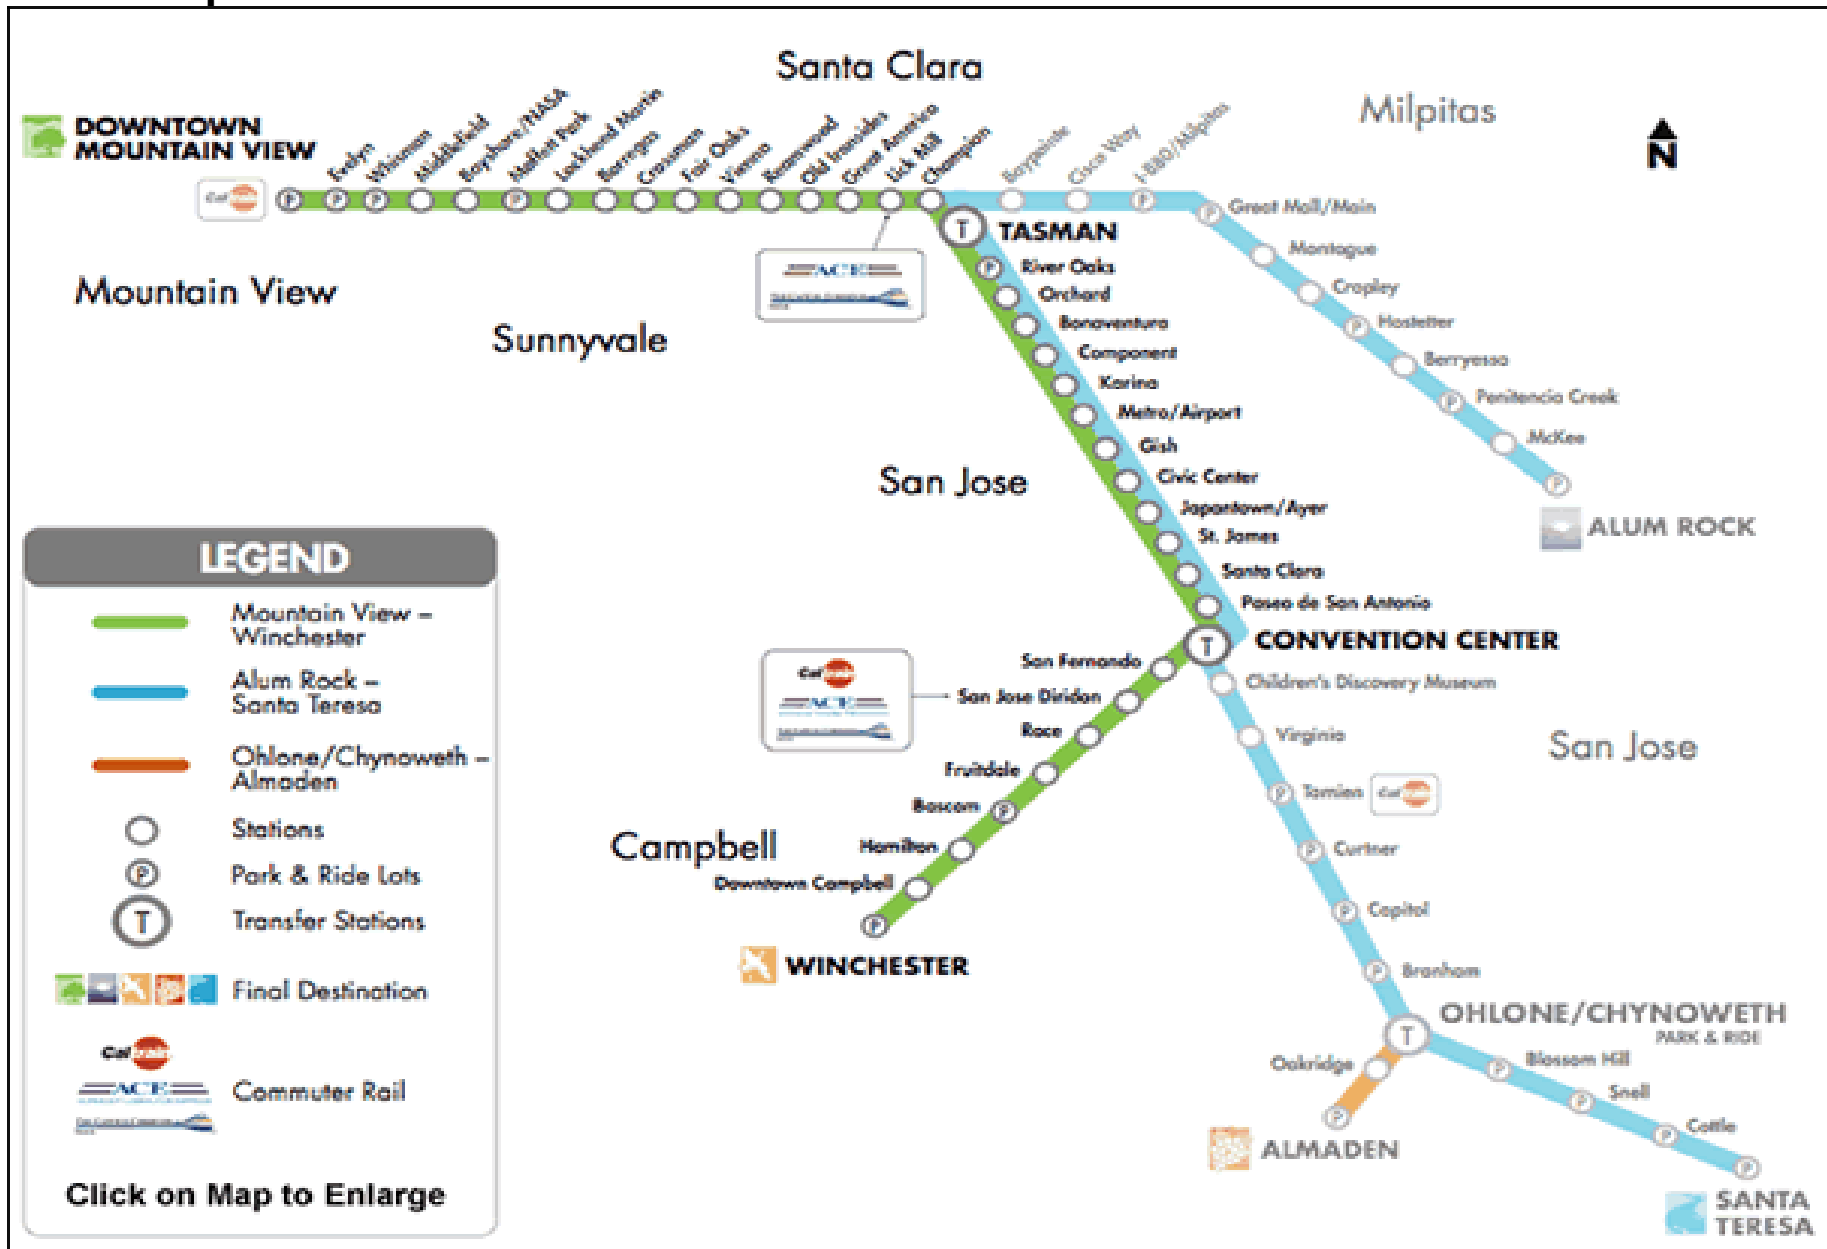 Santa Clara
Milpitas
DOWNTOWN
MOUNTAIN VIEW
Evelyn
Whisman
Middlefield
Bayshore/NASA
Moffett Park
Lockheed Martin
Borregas
Crossman
Fair Oaks
Vienna
Reamwood
Old Ironsides
Great America
Lick Mill
Champion
Baypointe
Cisco Way
I-880/Milpitas
N
Cal
P
P
P
P
P
P
Great Mall/Main
T
TASMAN
Montague
ACE
P
River Oaks
Mountain View
Orchard
Cropley
Sunnyvale
Bonaventura
P
Hostetter
Component
Berryessa
Karina
P
Penitencia Creek
Metro/Airport
Gish
McKee
San Jose
Civic Center
P
Japantown/Ayer
ALUM ROCK
St. James
Santa Clara
Paseo de San Antonio
T
CONVENTION CENTER
San Fernando
Cal
ACE
San Jose Diridon
Children's Discovery Museum
Race
Virginia
San Jose
Fruitdale
P
Tamien
Cal
Bascom
P
Campbell
Hamilton
P
Curtner
Downtown Campbell
P
Capitol
P
WINCHESTER
P
Branham
OHLONE/CHYNOWETH
PARK & RIDE
T
Oakridge
P
Blossom Hill
P
Snell
P
Cottle
P
ALMADEN
P
SANTA
TERESA
LEGEND
Mountain View –
Winchester
Alum Rock –
Santa Teresa
Ohlone/Chynoweth –
Almaden
Stations
P
Park & Ride Lots
T
Transfer Stations
Final Destination
Caltrain
ACE
Commuter Rail
Click on Map to Enlarge